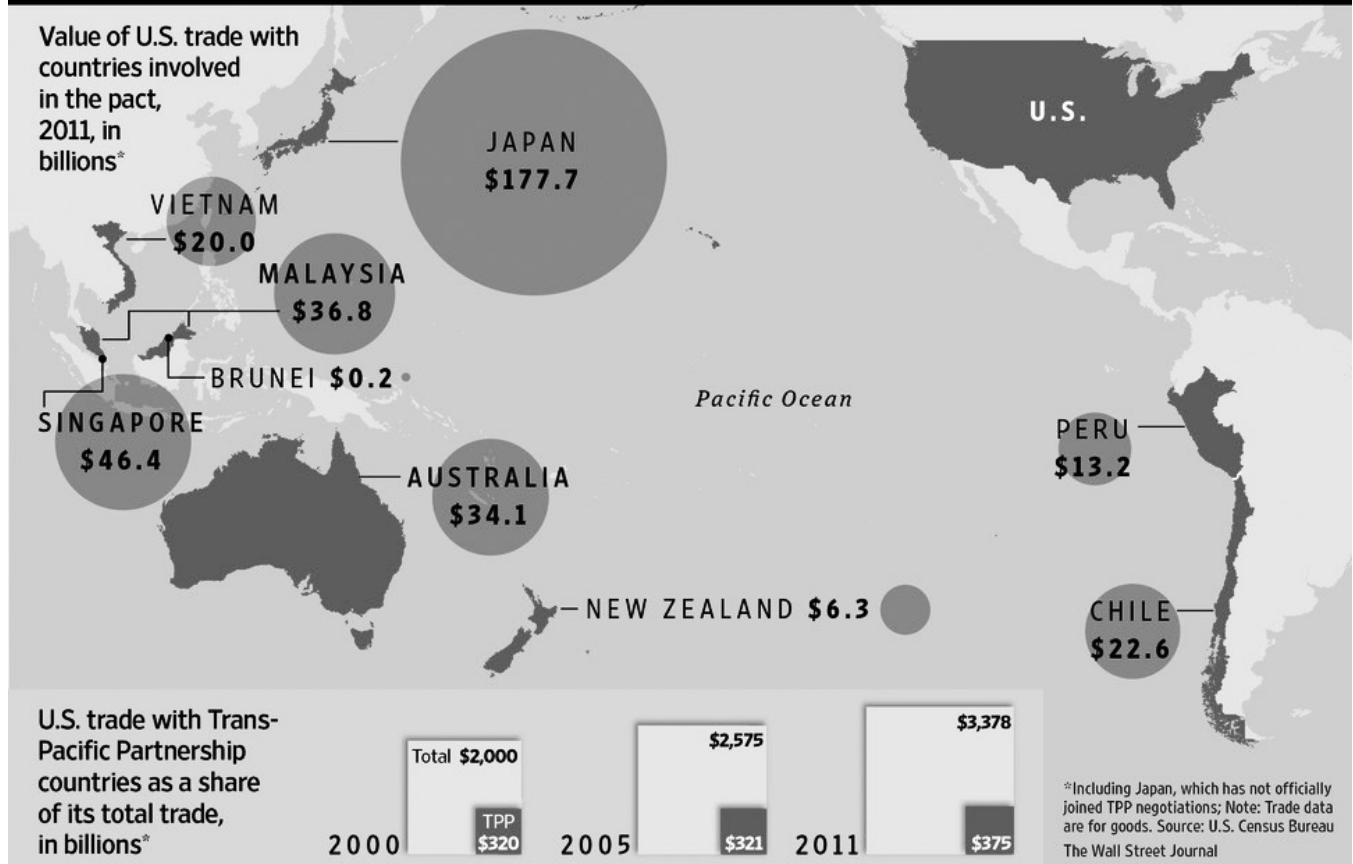 Value of U.S. trade with
countries involved
in the pact,
2011, in
billions*
JAPAN
$177.7
U.S.
VIETNAM
$20.0
MALAYSIA
$36.8
BRUNEI $0.2
SINGAPORE
$46.4
Pacific Ocean
AUSTRALIA
$34.1
PERU
$13.2
NEW ZEALAND $6.3
CHILE
$22.6
U.S. trade with Trans-
Pacific Partnership
countries as a share
of its total trade,
in billions*
2000
Total $2,000
TPP
$320
2005
$2,575
$321
2011
$3,378
$375
*Including Japan, which has not officially
joined TPP negotiations; Note: Trade data
are for goods. Source: U.S. Census Bureau
The Wall Street Journal